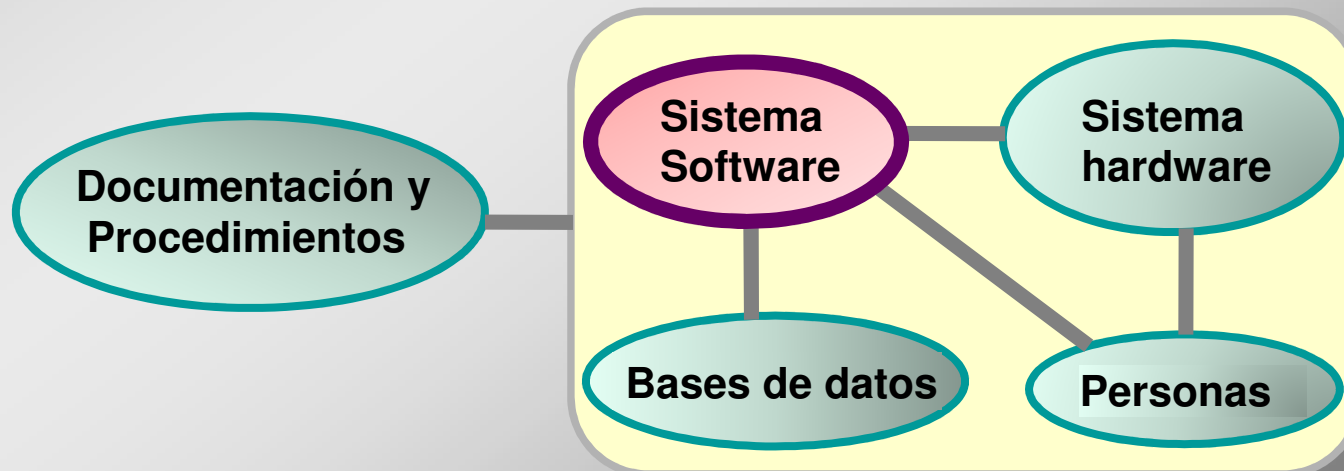 Sistema
Software
Sistema
hardware
Documentación y
Procedimientos
Bases de datos
Personas